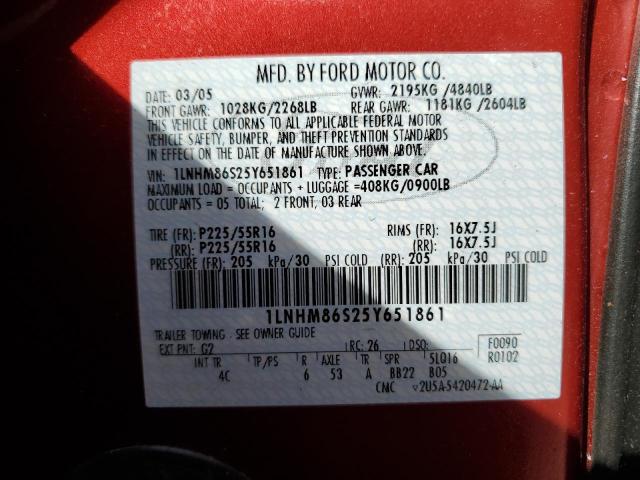 MFD. BY FORD MOTOR CO.
DATE: 03/05 GVWR: 2195KG /4840LB
FRONT GAWR: 1028KG/2268LB REAR GAWR: 1181KG /2604LB
THIS VEHICLE CONFORMS TO ALL APPLICABLE FEDERAL MOTOR
VEHICLE SAFETY, BUMPER, AND THEFT PREVENTION STANDARDS
IN EFFECT ON THE DATE OF MANUFACTURE SHOWN ABOVE.
VIN: 1LNHM86S25Y651861 TYPE: PASSENGER CAR
MAXIMUM LOAD = OCCUPANTS + LUGGAGE =408KG/0900LB
OCCUPANTS = 05 TOTAL; 2 FRONT, 03 REAR
TIRE (FR): P225/55R16 RIMS (FR): 16X7.5J
(RR): P225/55R16 (RR): 16X7.5J
PRESSURE (FR): 205 kPa/30 PSI COLD (RR): 205 kPa/30 PSI COLD
1LNHM86S25Y651861
TRAILER TOWING - SEE OWNER GUIDE
EXT PNT: G2 RC: 26 DSO: F0090
INT TR TP/PS R AXLE TR SPR 5L016 R0102
4C 6 53 A BB22 B05
CMC ▽2U5A-5420472-AA